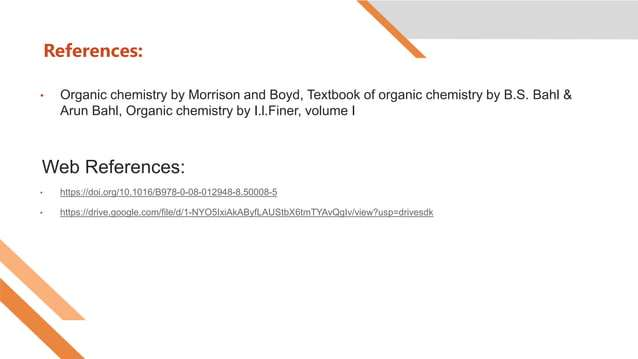 References:
• Organic chemistry by Morrison and Boyd, Textbook of organic chemistry by B.S. Bahl &
Arun Bahl, Organic chemistry by I.I.Finer, volume I
Web References:
• https://doi.org/10.1016/B978-0-08-012948-8.50008-5
• https://drive.google.com/file/d/1-NYO5IxiAkAByfLAUStbX6tmTYAvQgIv/view?usp=drivesdk